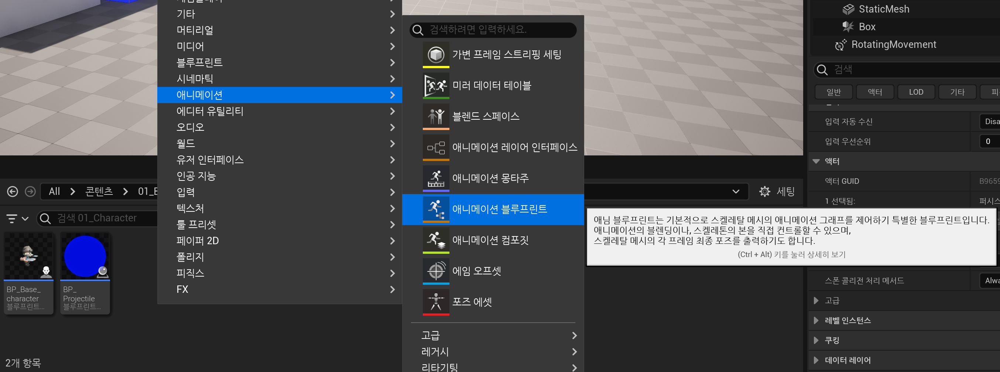 기타
머티리얼
미디어
블루프린트
시네마틱
애니메이션
에디터 유틸리티
오디오
월드
유저 인터페이스
인공 지능
입력
텍스처
툴 프리셋
페이퍼 2D
폴리지
피직스
FX
검색하려면 입력하세요.
가변 프레임 스트리핑 세팅
미러 데이터 테이블
블렌드 스페이스
애니메이션 레이어 인터페이스
애니메이션 몽타주
애니메이션 블루프린트
애니메이션 컴포짓
에임 오프셋
포즈 에셋
고급
레거시
리타기팅
애님 블루프린트는 기본적으로 스켈레탈 메시의 애니메이션 그래프를 제어하기 특별한 블루프린트입니다.
애니메이션의 블렌딩이나, 스켈레톤의 본을 직접 컨트롤할 수 있으며,
스켈레탈 메시의 각 프레임 최종 포즈를 출력하기도 합니다.
(Ctrl + Alt) 키를 눌러 상세히 보기
All > 콘텐츠 > 01_
세팅
검색 01_Character
BP_Base_
character
블루프린트...
BP_
Projectile
블루프린트...
2개 항목
StaticMesh
Box
RotatingMovement
검색
일반 액터 LOD 기타
입력 자동 수신 Disa
입력 우선순위 0
액터
액터 GUID B9659
1 선택됨: 퍼시스
스폰 콜리전 처리 메서드 Alwa
고급
레벨 인스턴스
쿠킹
데이터 레이어